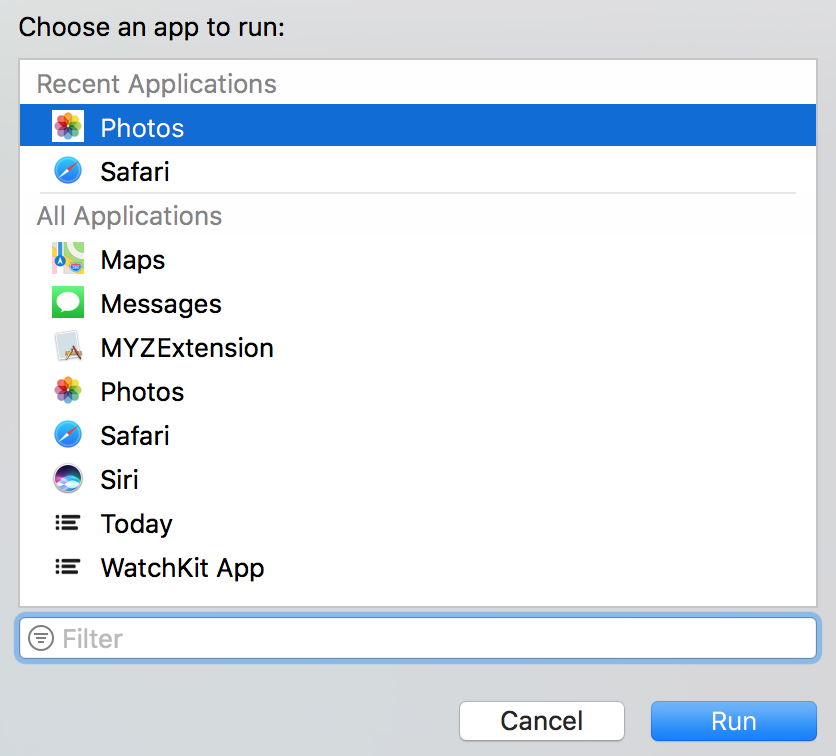 Choose an app to run:
Recent Applications
Photos
Safari
All Applications
Maps
Messages
MYZExtension
Photos
Safari
Siri
Today
WatchKit App
Filter
Cancel
Run